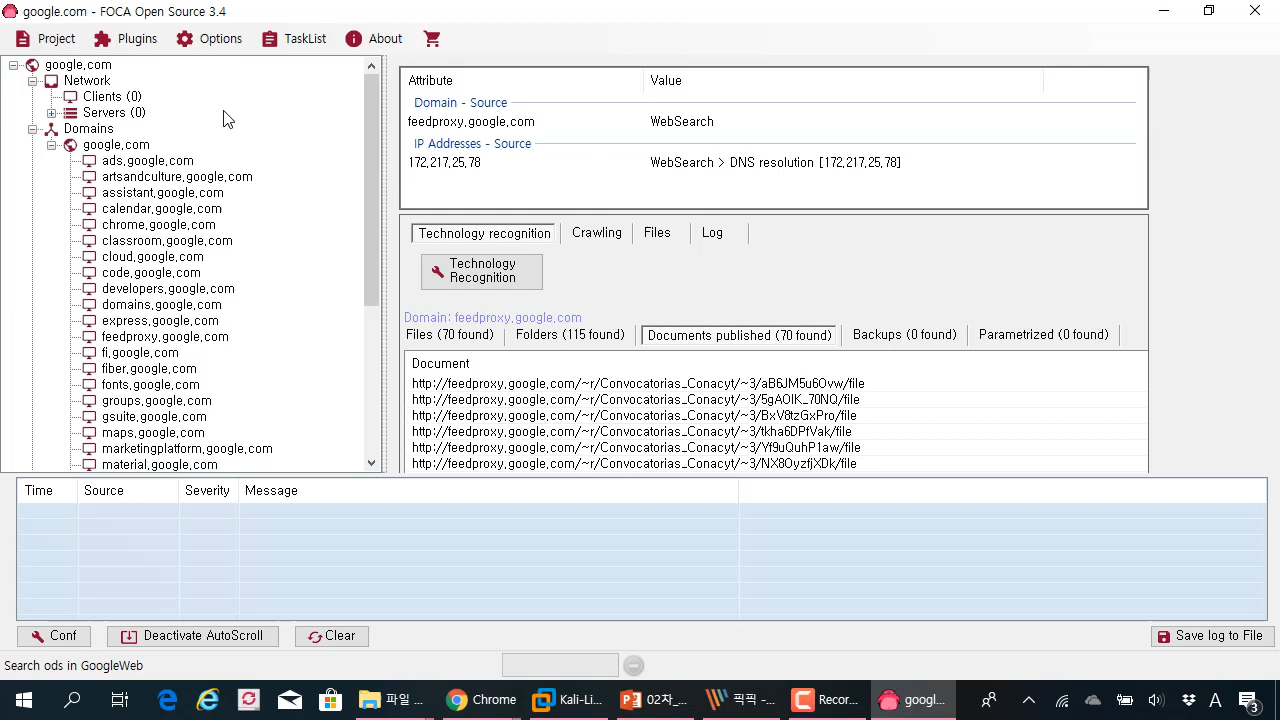 google.com - FOCA Open Source 3.4
Project Plugins Options TaskList About
google,com
Network
Clients (0)
Servers (0)
Domains
google,com
ads,google,com
artsandculture,google,com
assistant,google,com
calendar,google,com
chrome,google,com
classroom,google,com
cloud,google,com
code,google,com
developers,google,com
domains,google,com
express,google,com
feedproxy,google,com
fi,google,com
fiber,google,com
fonts,google,com
groups,google,com
gsuite,google,com
maps,google,com
marketingplatform,google,com
material,google,com
Attribute Value
Domain - Source
feedproxy,google,com WebSearch
IP Addresses - Source
172,217,25,78 WebSearch > DNS resolution [172,217,25,78]
Technology recognition Crawling Files Log
Technology
Recognition
Domain: feedproxy,google,com
Files (70 found) Folders (115 found) Documents published (70 found) Backups (0 found) Parametrized (0 found)
Document
http://feedproxy,google,com/~r/Convocatorias_Conacyt/~3/aB6JM5u6Ovw/file
http://feedproxy,google,com/~r/Convocatorias_Conacyt/~3/5gAOIK_70NQ/file
http://feedproxy,google,com/~r/Convocatorias_Conacyt/~3/BxV8tzGxPrq/file
http://feedproxy,google,com/~r/Convocatorias_Conacyt/~3/tkha6DPfVak/file
http://feedproxy,google,com/~r/Convocatorias_Conacyt/~3/Yf9uQuhP1aw/file
http://feedproxy,google,com/~r/Convocatorias_Conacyt/~3/NX8OyzfjXDk/file
Time Source Severity Message
Conf Deactivate AutoScroll Clear Save log to File
Search ods in GoogleWeb
파일 ... Chrome Kali-Li... 02차_... 픽픽 -... Recor... googl... A 3